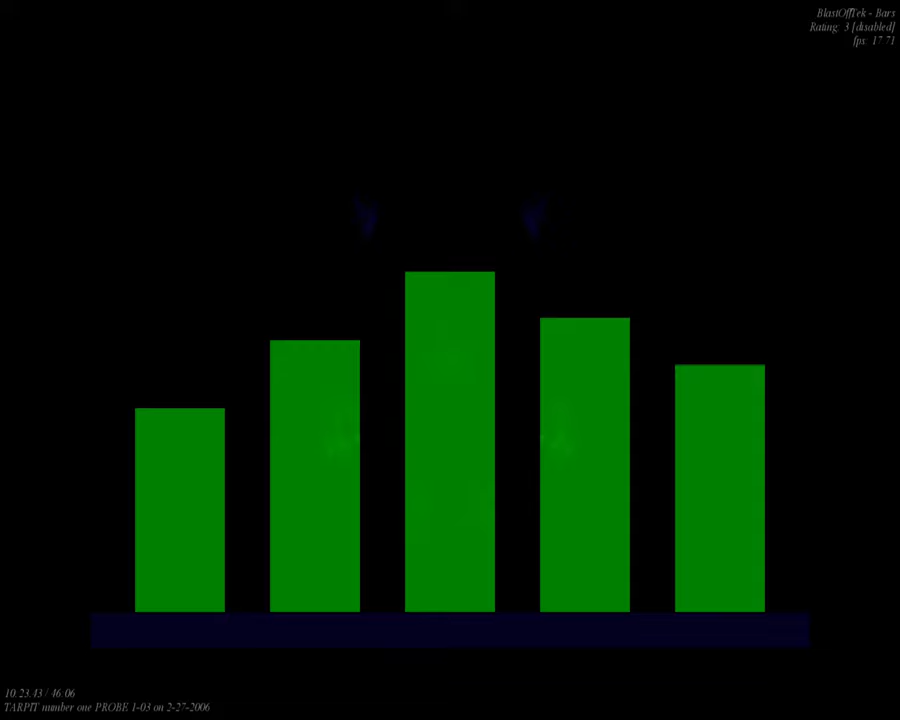 BlastOffTek - Bars
Rating: 3 [disabled]
fps: 17.71
10:23.43 / 46:06
TARPIT number one PROBE 1-03 on 2-27-2006